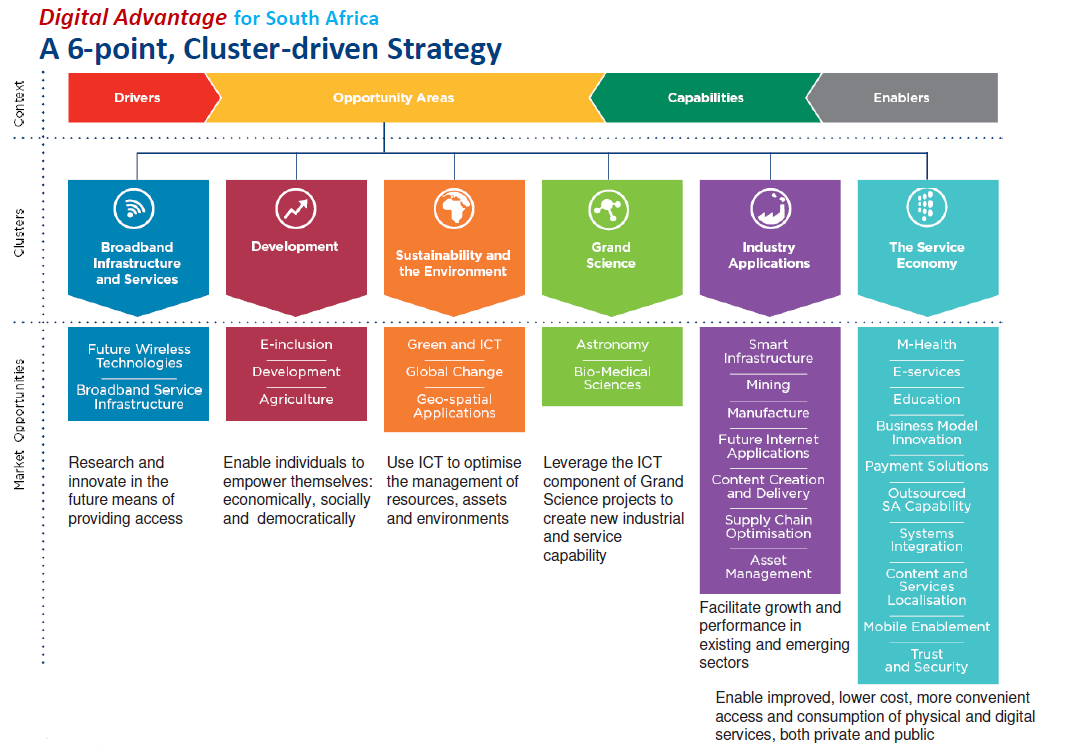 Digital Advantage for South Africa
A 6-point, Cluster-driven Strategy
Context
Drivers
Opportunity Areas
Capabilities
Enablers
Clusters
Broadband
Infrastructure
and Services
Development
Sustainability and
the Environment
Grand
Science
Industry
Applications
The Service
Economy
Market Opportunities
Future Wireless
Technologies
Broadband Service
Infrastructure
Research and
innovate in the
future means of
providing access
E-inclusion
Development
Agriculture
Enable individuals to
empower themselves:
economically, socially
and democratically
Green and ICT
Global Change
Geo-spatial
Applications
Use ICT to optimise
the management of
resources, assets
and environments
Astronomy
Bio-Medical
Sciences
Leverage the ICT
component of Grand
Science projects to
create new industrial
and service
capability
Smart
Infrastructure
Mining
Manufacture
Future Internet
Applications
Content Creation
and Delivery
Supply Chain
Optimisation
Asset
Management
Facilitate growth and
performance in
existing and emerging
sectors
M-Health
E-services
Education
Business Model
Innovation
Payment Solutions
Outsourced
SA Capability
Systems
Integration
Content and
Services
Localisation
Mobile Enablement
Trust
and Security
Enable improved, lower cost, more convenient
access and consumption of physical and digital
services, both private and public